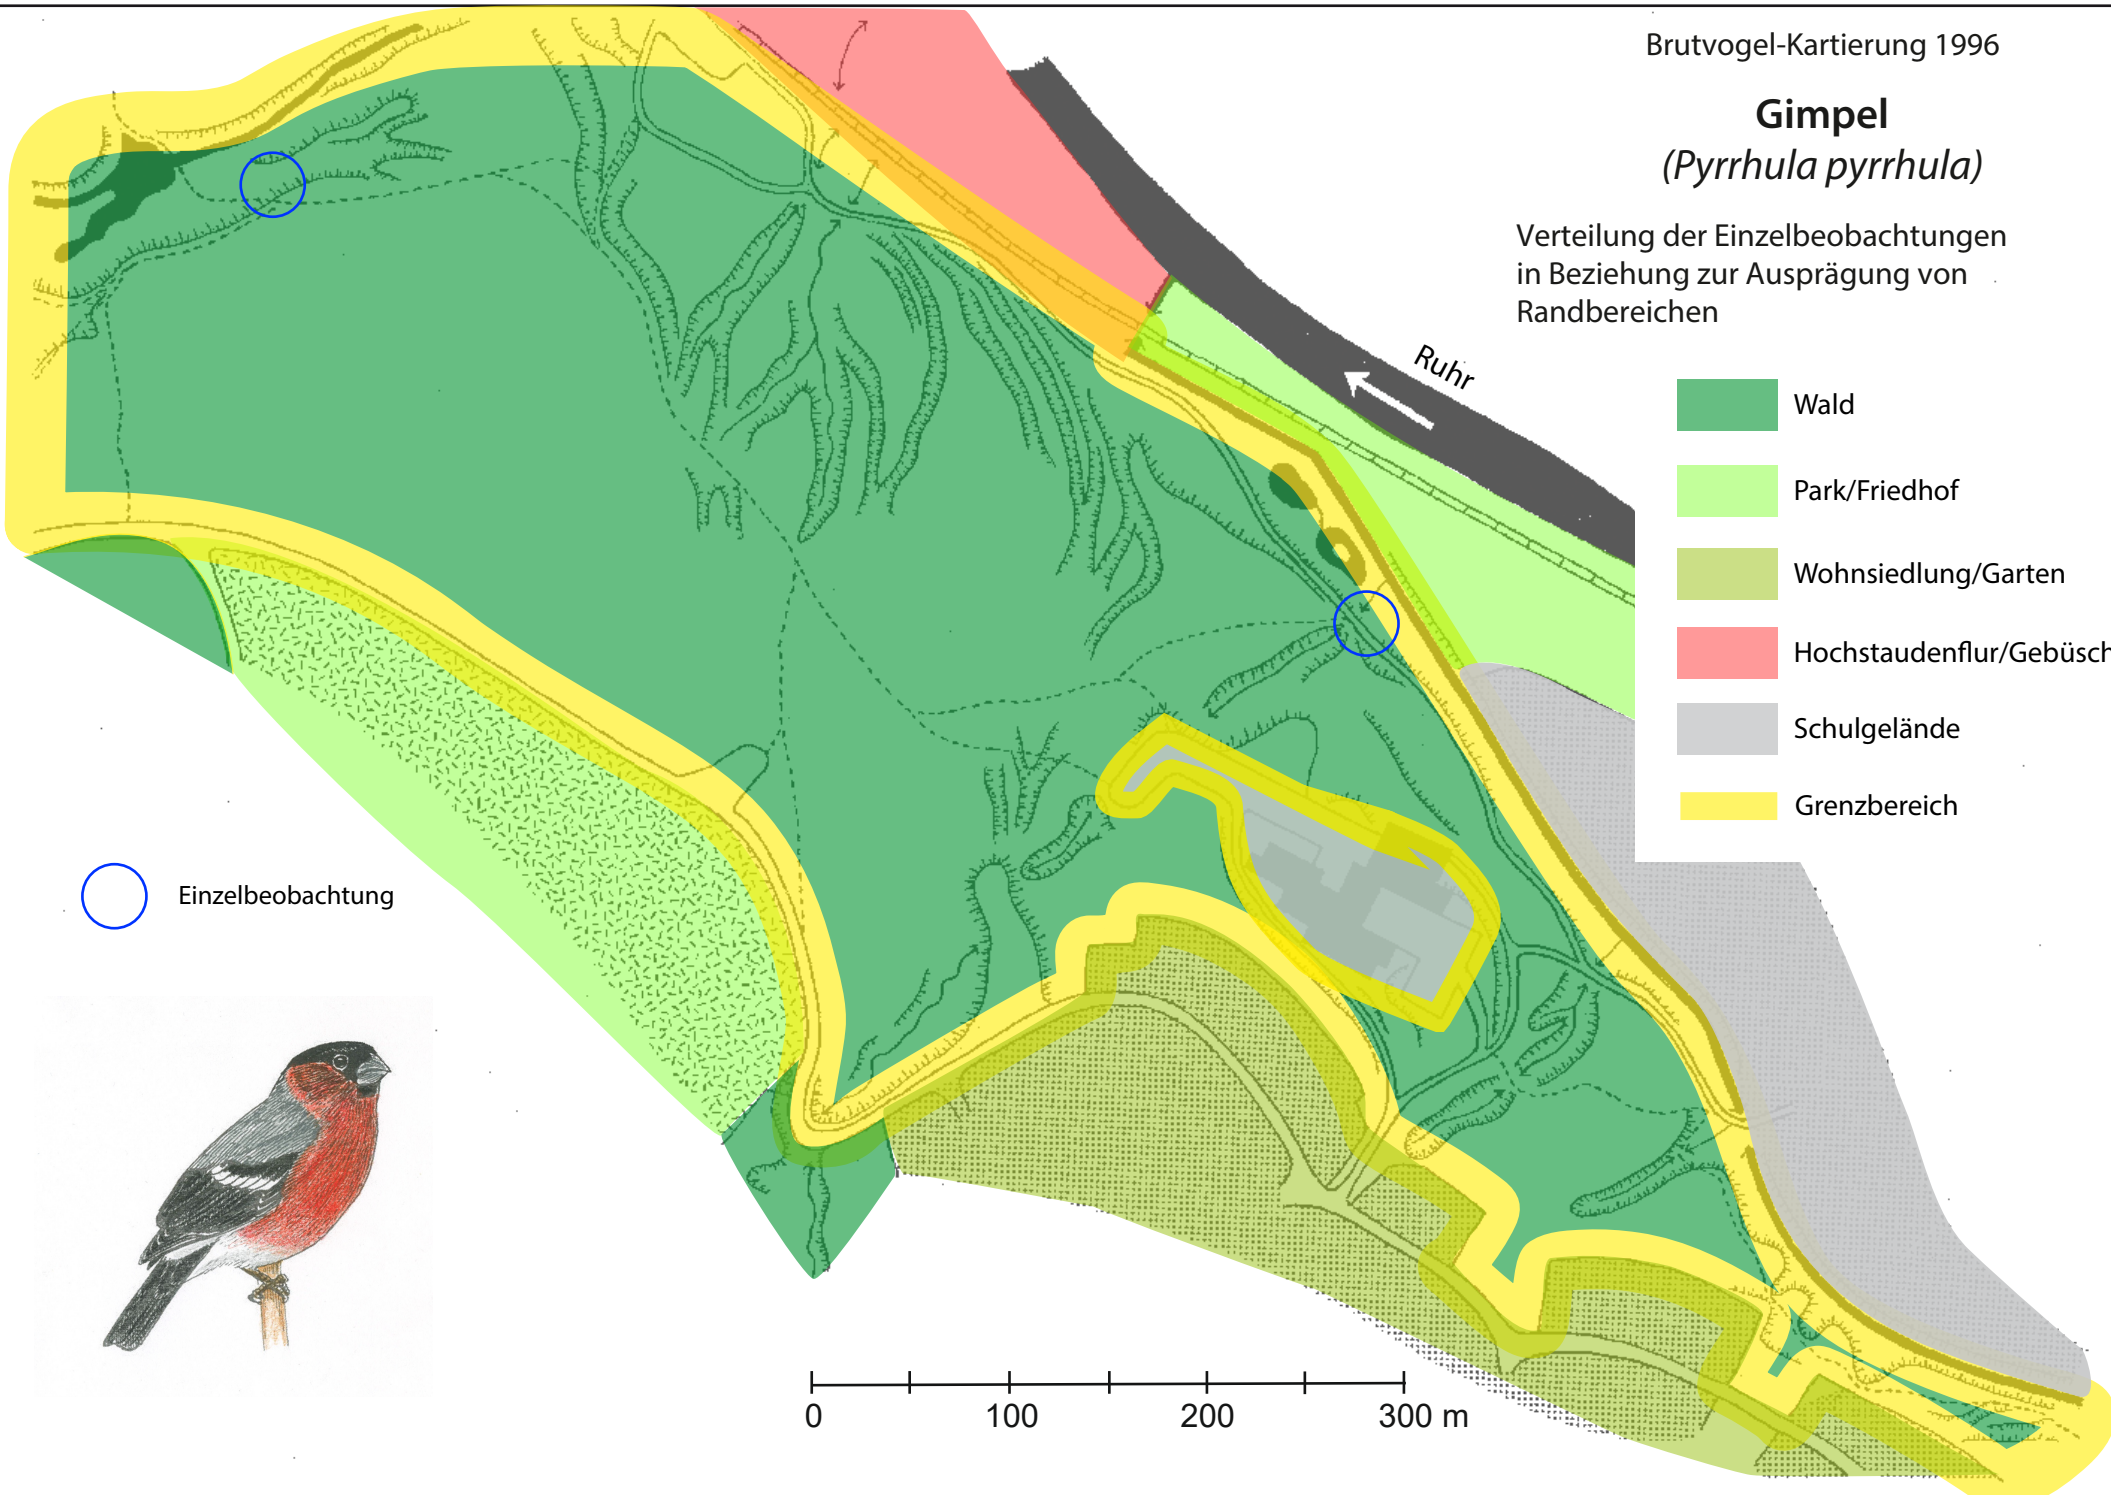 Brutvogel-Kartierung 1996
Gimpel
(Pyrrhula pyrrhula)
Verteilung der Einzelbeobachtungen
in Beziehung zur Ausprägung von
Randbereichen
Ruhr
Wald
Park/Friedhof
Wohnsiedlung/Garten
Hochstaudenflur/Gebüsch
Schulgelände
Grenzbereich
Einzelbeobachtung
0 100 200 300 m